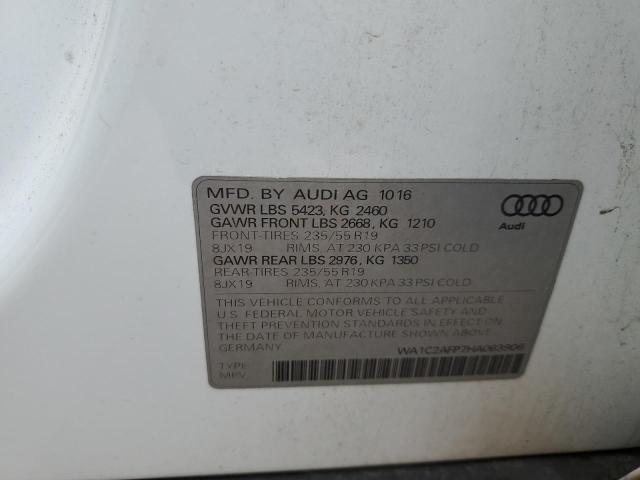 MFD. BY AUDI AG 1016
GVWR LBS 5423, KG 2460
GAWR FRONT LBS 2668, KG 1210
FRONT-TIRES 235/55 R19
8JX19 RIMS, AT 230 KPA 33 PSI COLD
GAWR REAR LBS 2976, KG 1350
REAR-TIRES 235/55 R19
8JX19 RIMS, AT 230 KPA 33 PSI COLD
Audi
THIS VEHICLE CONFORMS TO ALL APPLICABLE
U.S. FEDERAL MOTOR VEHICLE SAFETY AND
THEFT PREVENTION STANDARDS IN EFFECT ON
THE DATE OF MANUFACTURE SHOWN ABOVE.
GERMANY WA1C2AFP7HA063906
TYPE:
MPV